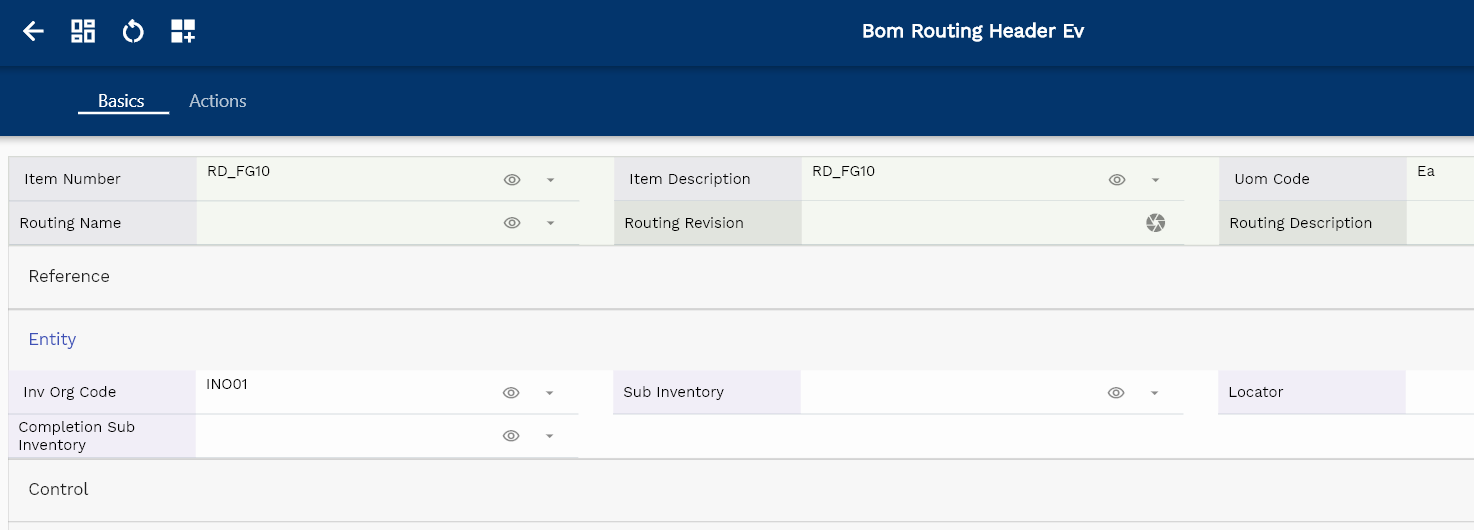 Bom Routing Header Ev
Basics Actions
Item Number RD_FG10 Item Description RD_FG10 Uom Code Ea
Routing Name Routing Revision Routing Description
Reference
Entity
Inv Org Code INO01 Sub Inventory Locator
Completion Sub
Inventory
Control